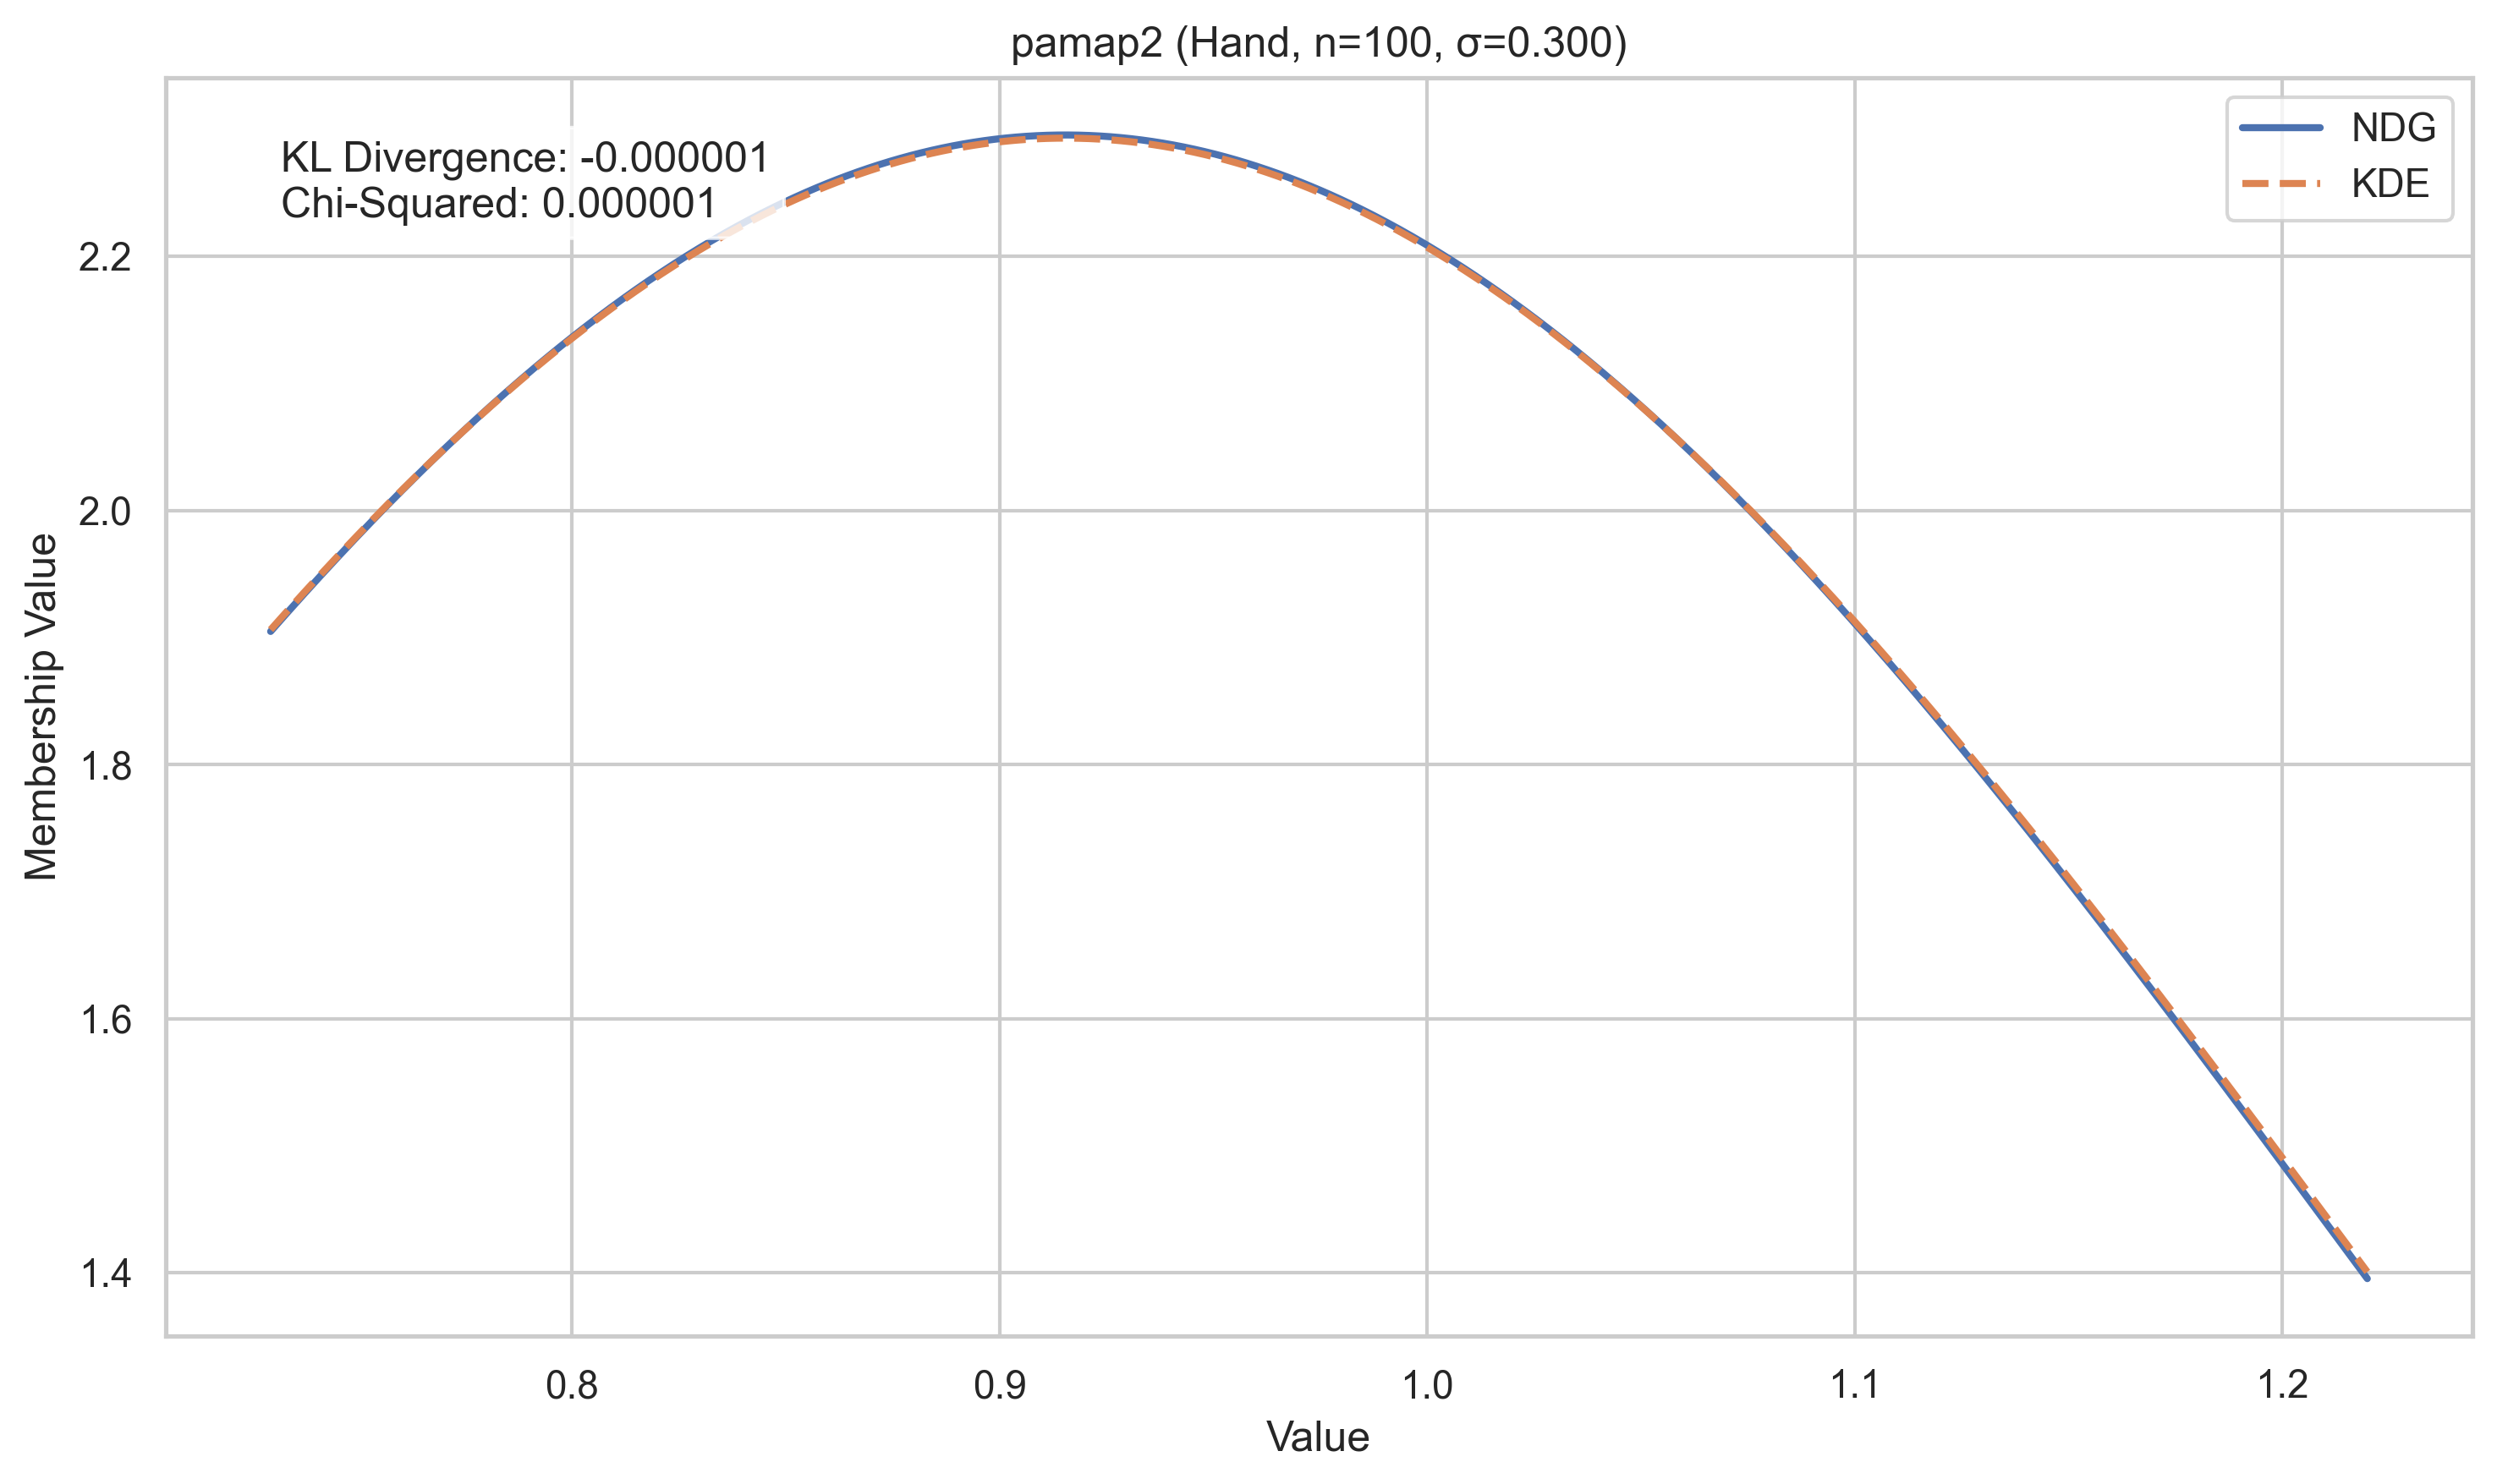 pamap2 (Hand, n=100, σ=0.300)
KL Divergence: -0.000001
Chi-Squared: 0.000001
NDG
KDE
Membership Value
2.2
2.0
1.8
1.6
1.4
0.8
0.9
1.0
1.1
1.2
Value